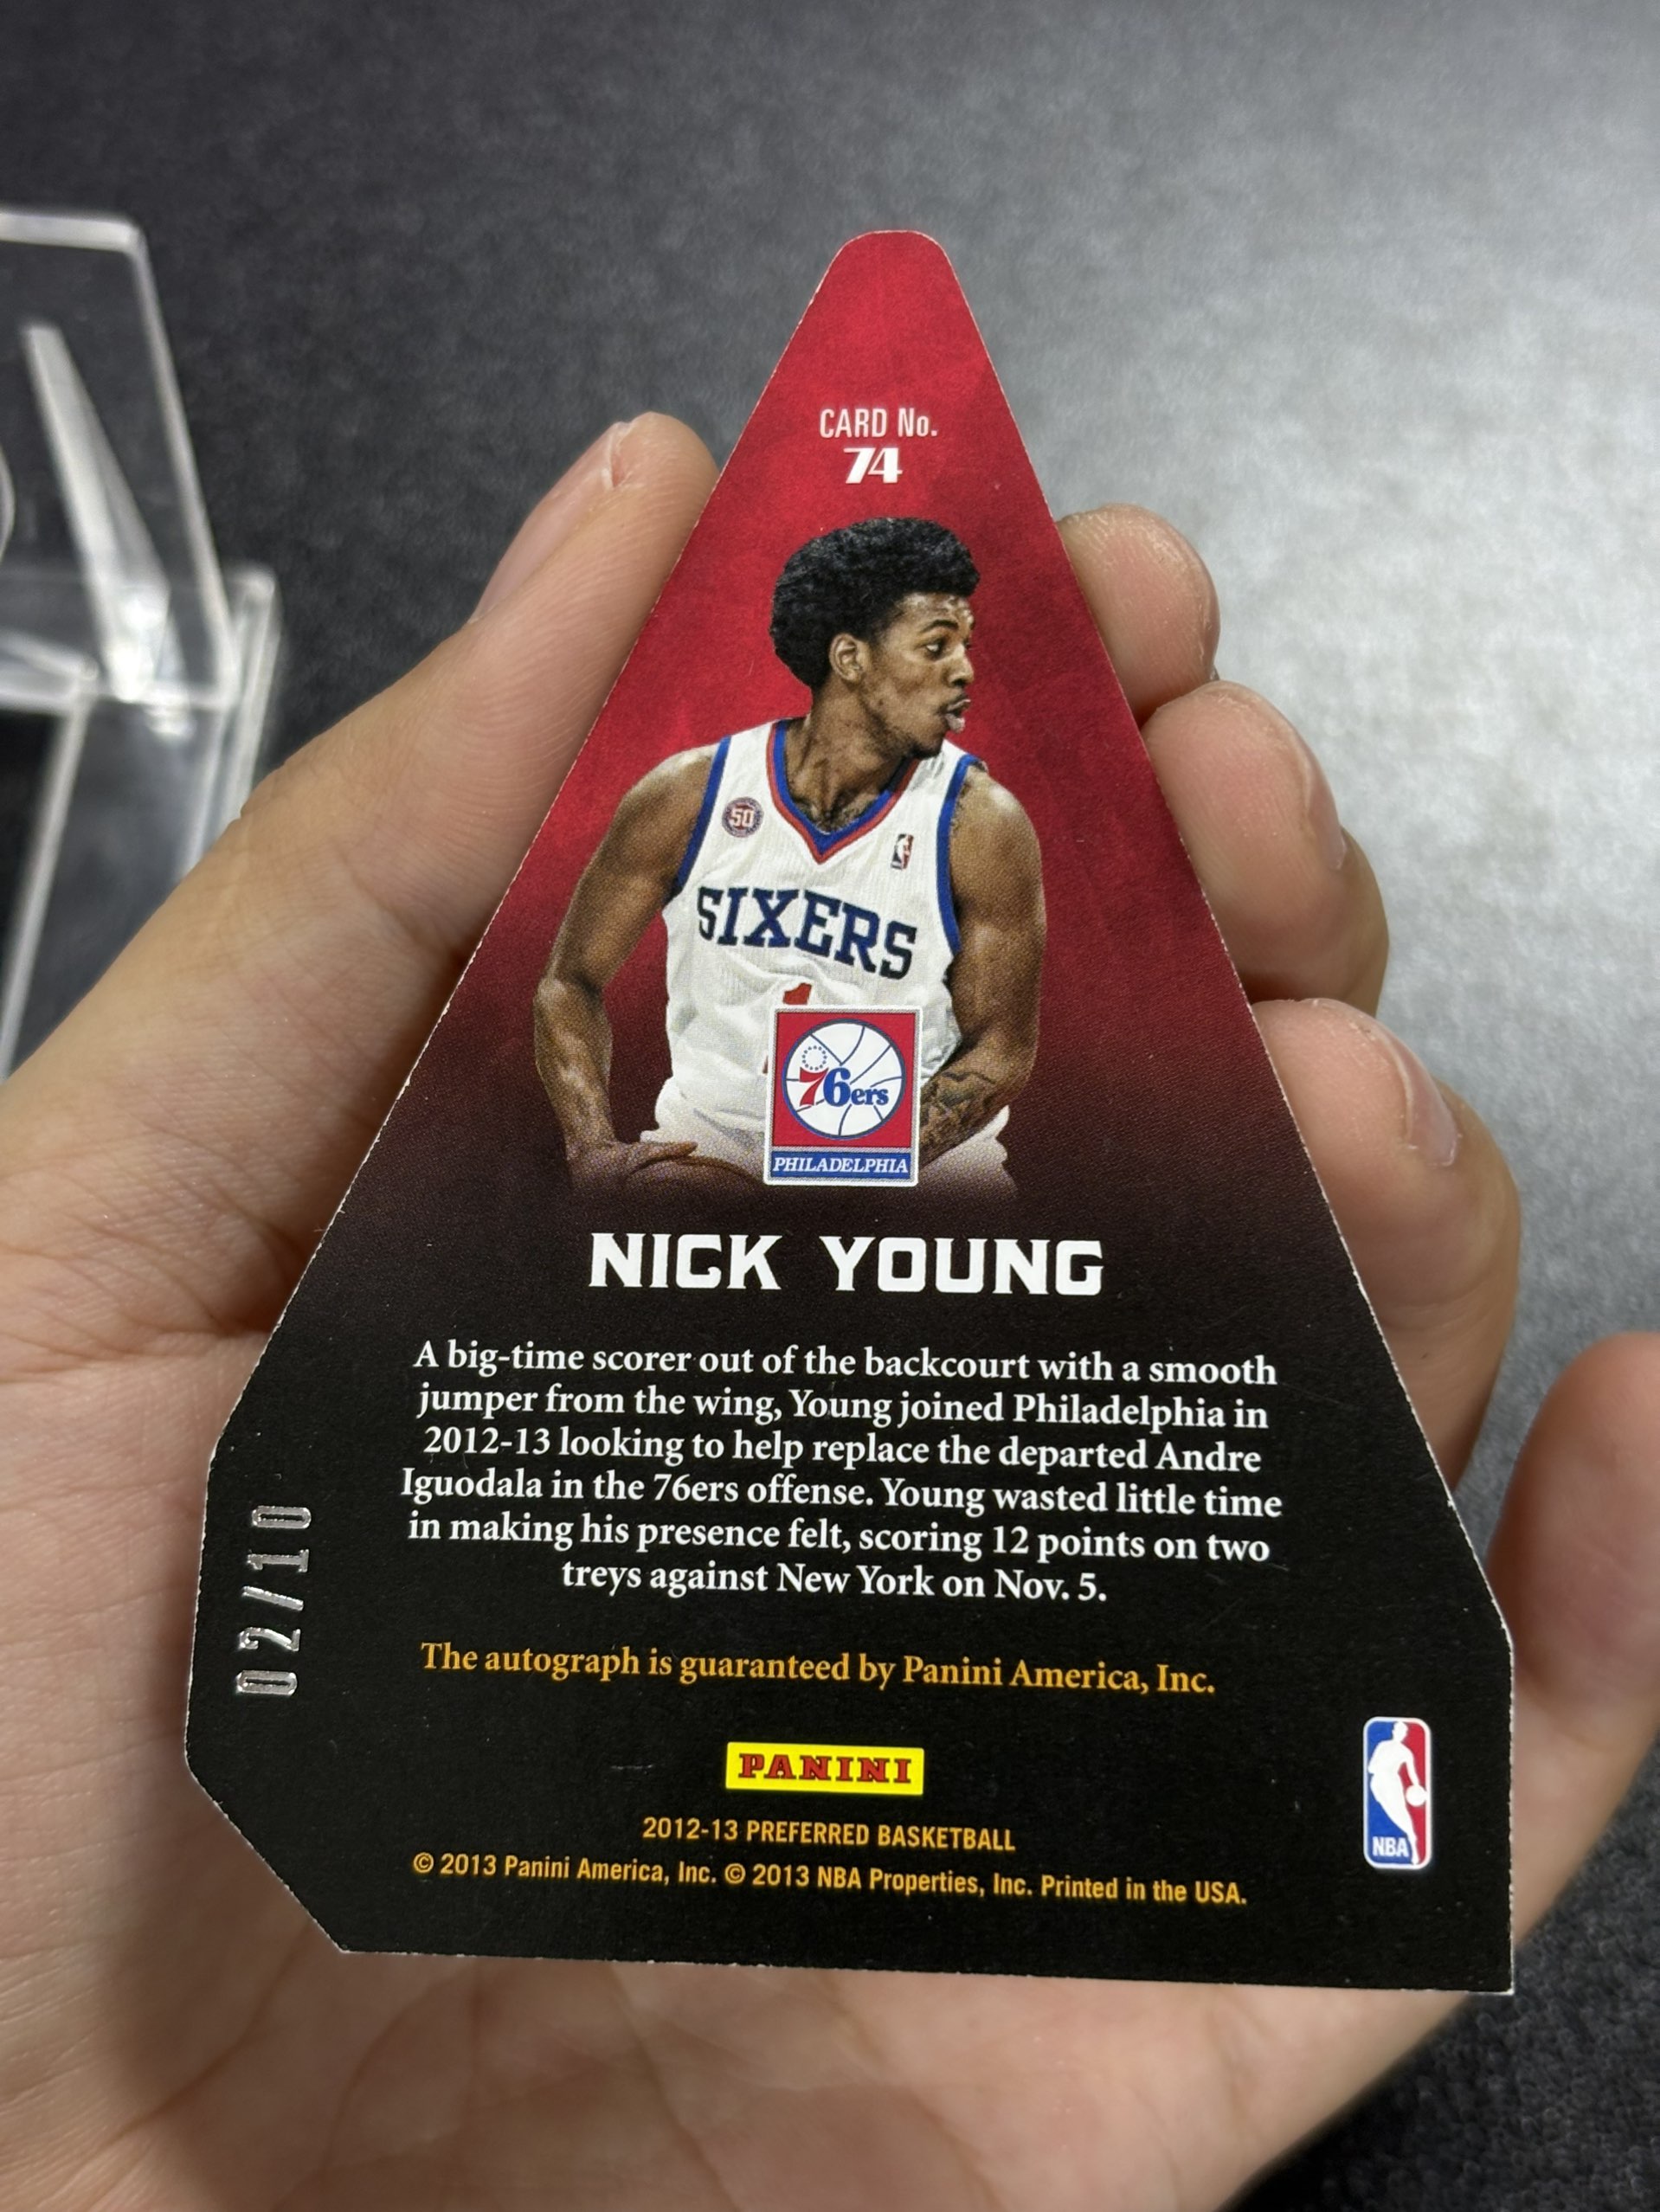 CARD No.
74
50
SIXERS
1
76ers
PHILADELPHIA
NICK YOUNG
A big-time scorer out of the backcourt with a smooth
jumper from the wing, Young joined Philadelphia in
2012-13 looking to help replace the departed Andre
Iguodala in the 76ers offense. Young wasted little time
in making his presence felt, scoring 12 points on two
treys against New York on Nov. 5.
02/10
The autograph is guaranteed by Panini America, Inc.
PANINI
NBA
2012-13 PREFERRED BASKETBALL
© 2013 Panini America, Inc. © 2013 NBA Properties, Inc. Printed in the USA.